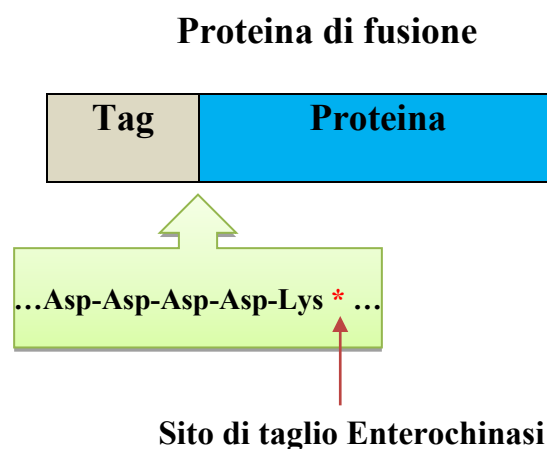 Proteina di fusione
Tag Proteina
...Asp-Asp-Asp-Asp-Lys * ...
Sito di taglio Enterochinasi